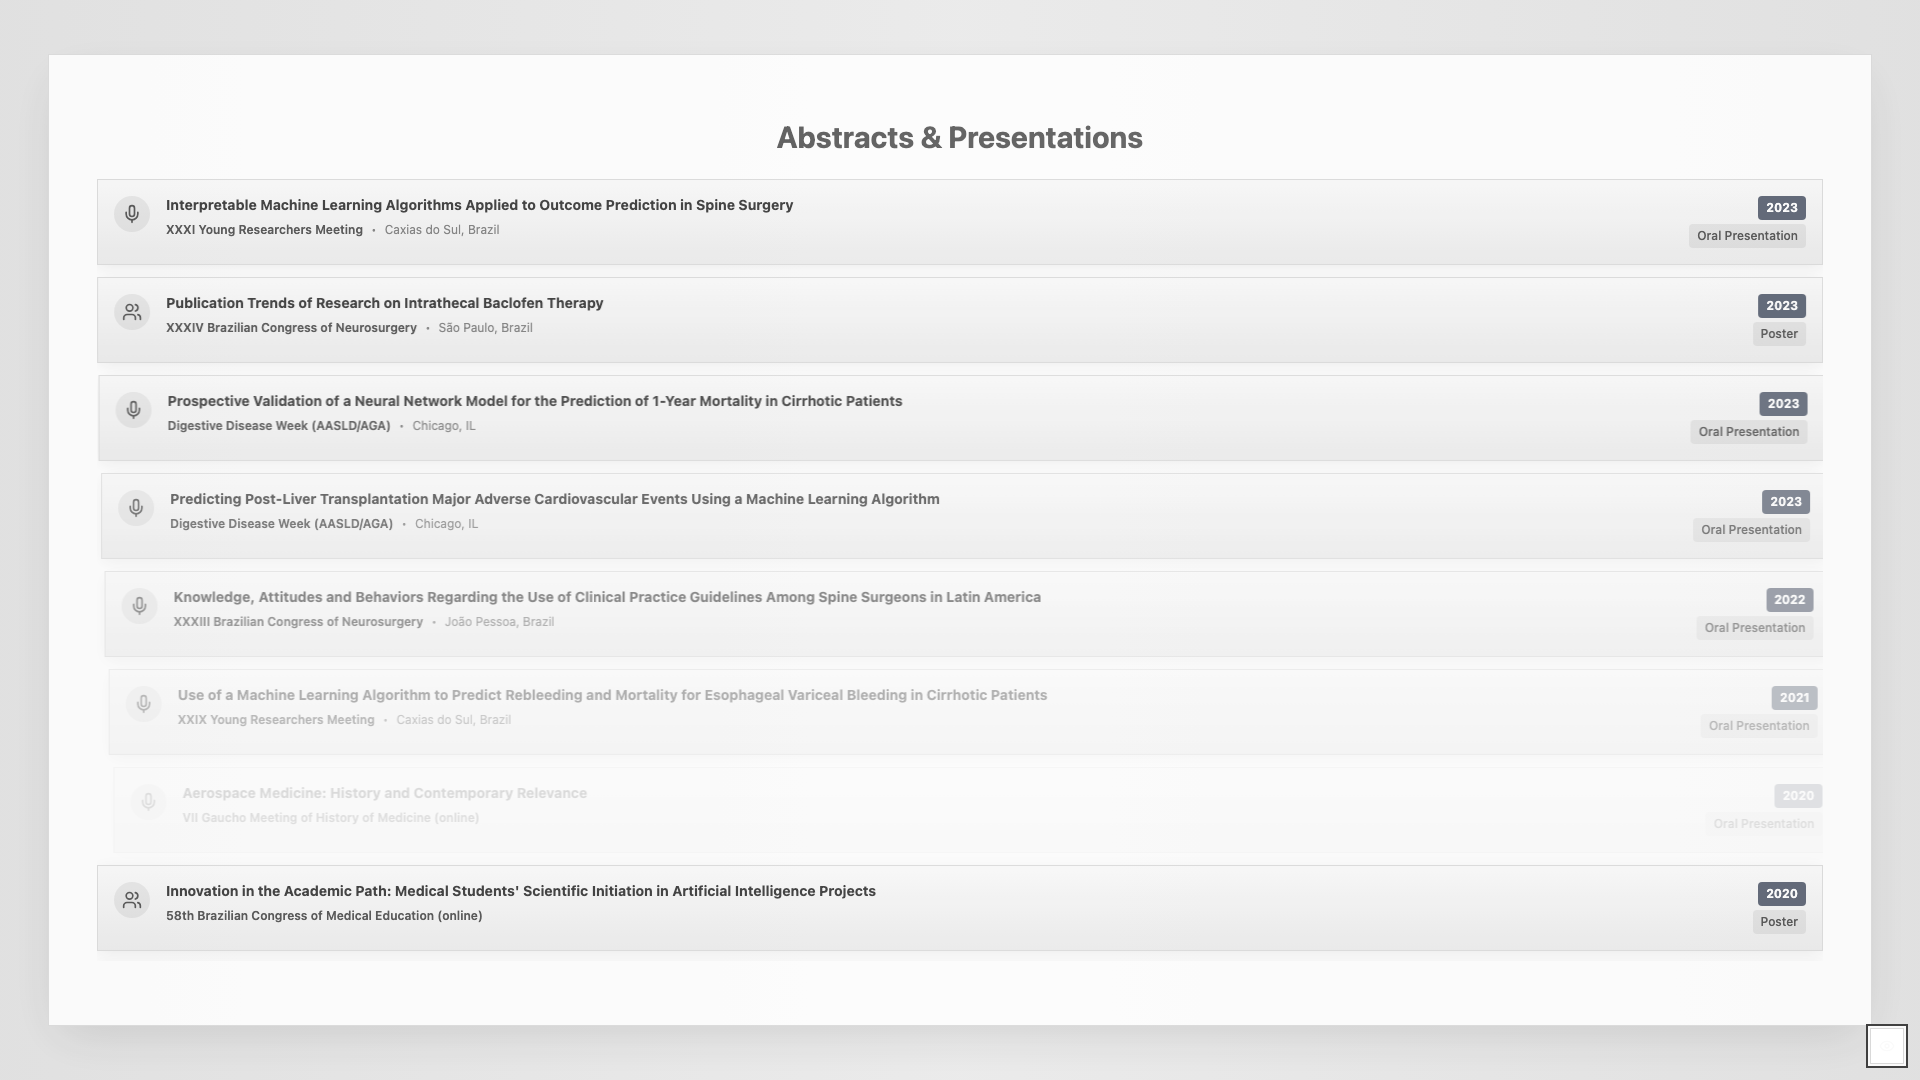 Abstracts & Presentations
Interpretable Machine Learning Algorithms Applied to Outcome Prediction in Spine Surgery
2023
XXXI Young Researchers Meeting • Caxias do Sul, Brazil
Oral Presentation
Publication Trends of Research on Intrathecal Baclofen Therapy
2023
XXXIV Brazilian Congress of Neurosurgery • São Paulo, Brazil
Poster
Prospective Validation of a Neural Network Model for the Prediction of 1-Year Mortality in Cirrhotic Patients
2023
Digestive Disease Week (AASLD/AGA) • Chicago, IL
Oral Presentation
Predicting Post-Liver Transplantation Major Adverse Cardiovascular Events Using a Machine Learning Algorithm
2023
Digestive Disease Week (AASLD/AGA) • Chicago, IL
Oral Presentation
Knowledge, Attitudes and Behaviors Regarding the Use of Clinical Practice Guidelines Among Spine Surgeons in Latin America
2022
XXXIII Brazilian Congress of Neurosurgery • João Pessoa, Brazil
Oral Presentation
Use of a Machine Learning Algorithm to Predict Rebleeding and Mortality for Esophageal Variceal Bleeding in Cirrhotic Patients
2021
XXIX Young Researchers Meeting • Caxias do Sul, Brazil
Oral Presentation
Aerospace Medicine: History and Contemporary Relevance
2020
VII Gaucho Meeting of History of Medicine (online)
Oral Presentation
Innovation in the Academic Path: Medical Students' Scientific Initiation in Artificial Intelligence Projects
2020
58th Brazilian Congress of Medical Education (online)
Poster